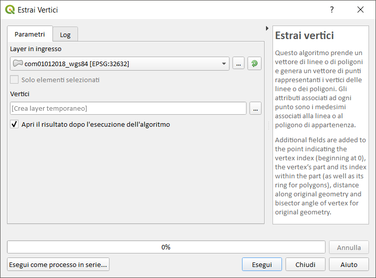 Estrai Vertici
Parametri
Log
Layer in ingresso
com01012018_wgs84 [EPSG:32632]
...
Solo elementi selezionati
Vertici
[Crea layer temporaneo]
...
Apri il risultato dopo l'esecuzione dell'algoritmo
Estrai vertici
Questo algoritmo prende un
vettore di linee o di poligoni
e genera un vettore di punti
rappresentanti i vertici delle
linee o dei poligoni. Gli
attributi associati ad ogni
punto sono i medesimi
associati alla linea o al
poligono di appartenenza.
Additional fields are added to
the point indicating the
vertex index (beginning at 0),
the vertex's part and its index
within the part (as well as its
ring for polygons), distance
along original geometry and
bisector angle of vertex for
original geometry.
0%
Annulla
Esegui come processo in serie...
Esegui
Chiudi
Aiuto